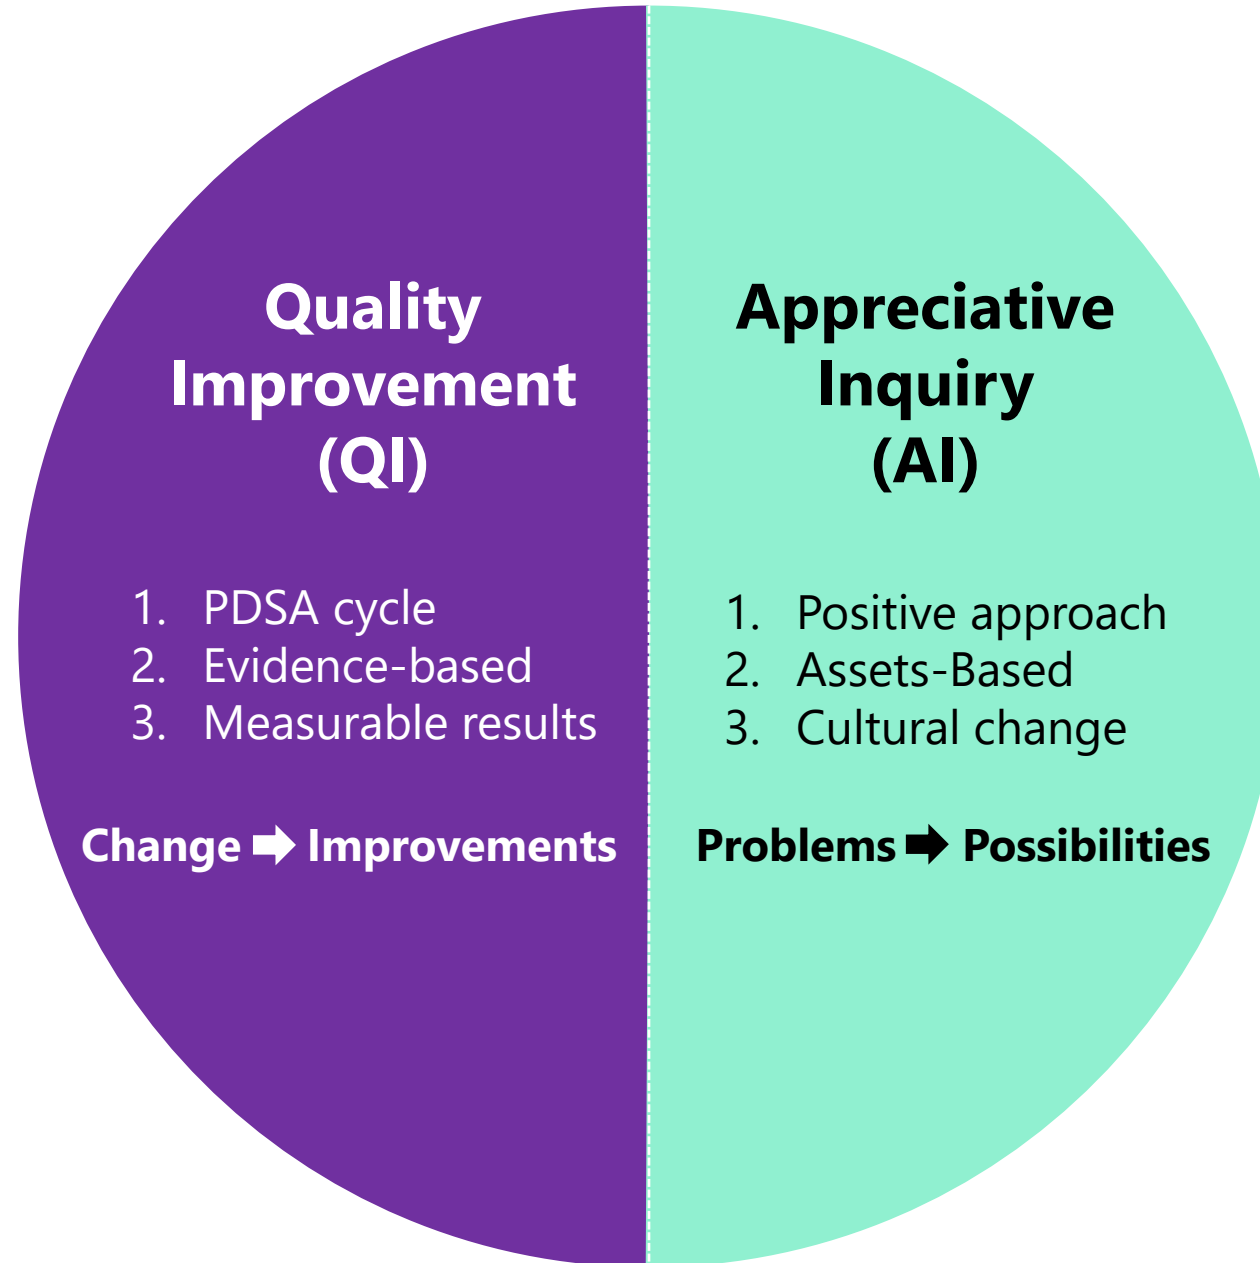 Quality
Improvement
(QI)
1. PDSA cycle
2. Evidence-based
3. Measurable results
Change ➡ Improvements
Appreciative
Inquiry
(AI)
1. Positive approach
2. Assets-Based
3. Cultural change
Problems ➡ Possibilities